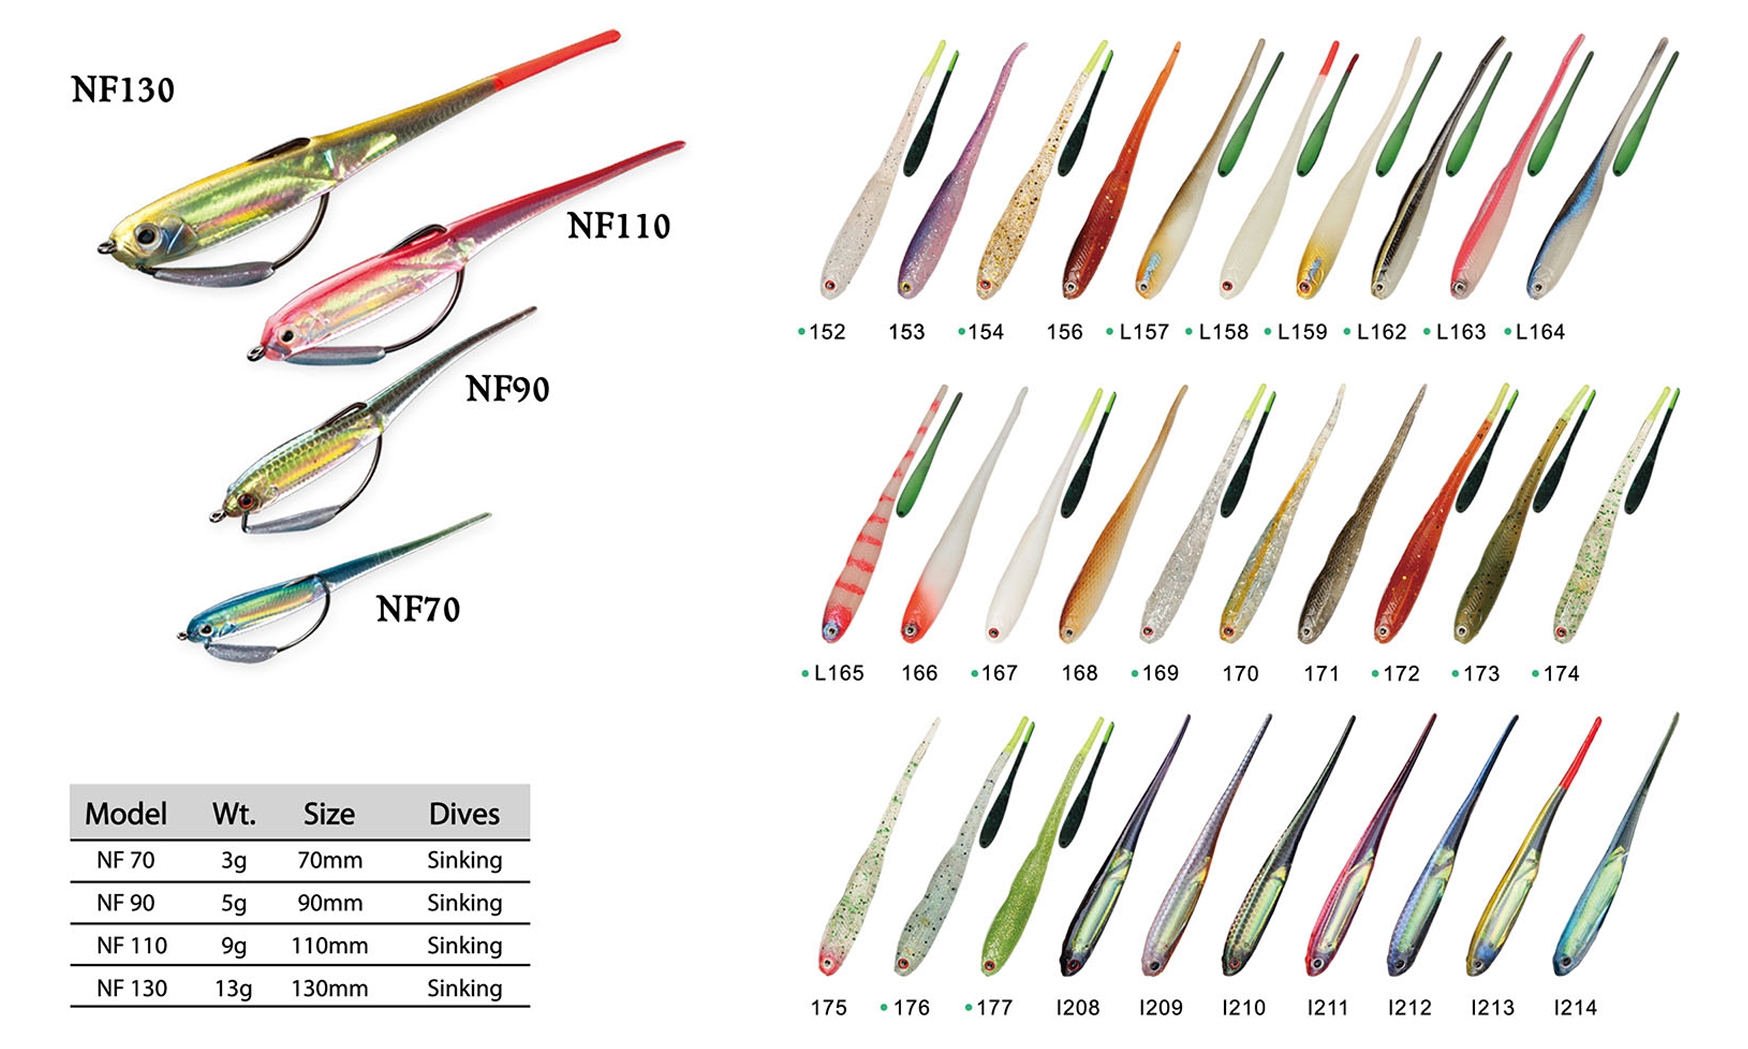 NF130
NF110
NF90
NF70
Model Wt. Size Dives
NF 70 3g 70mm Sinking
NF 90 5g 90mm Sinking
NF 110 9g 110mm Sinking
NF 130 13g 130mm Sinking
152 153 154 156 L157 L158 L159 L162 L163 L164
L165 166 167 168 169 170 171 172 173 174
175 176 177 I208 I209 I210 I211 I212 I213 I214